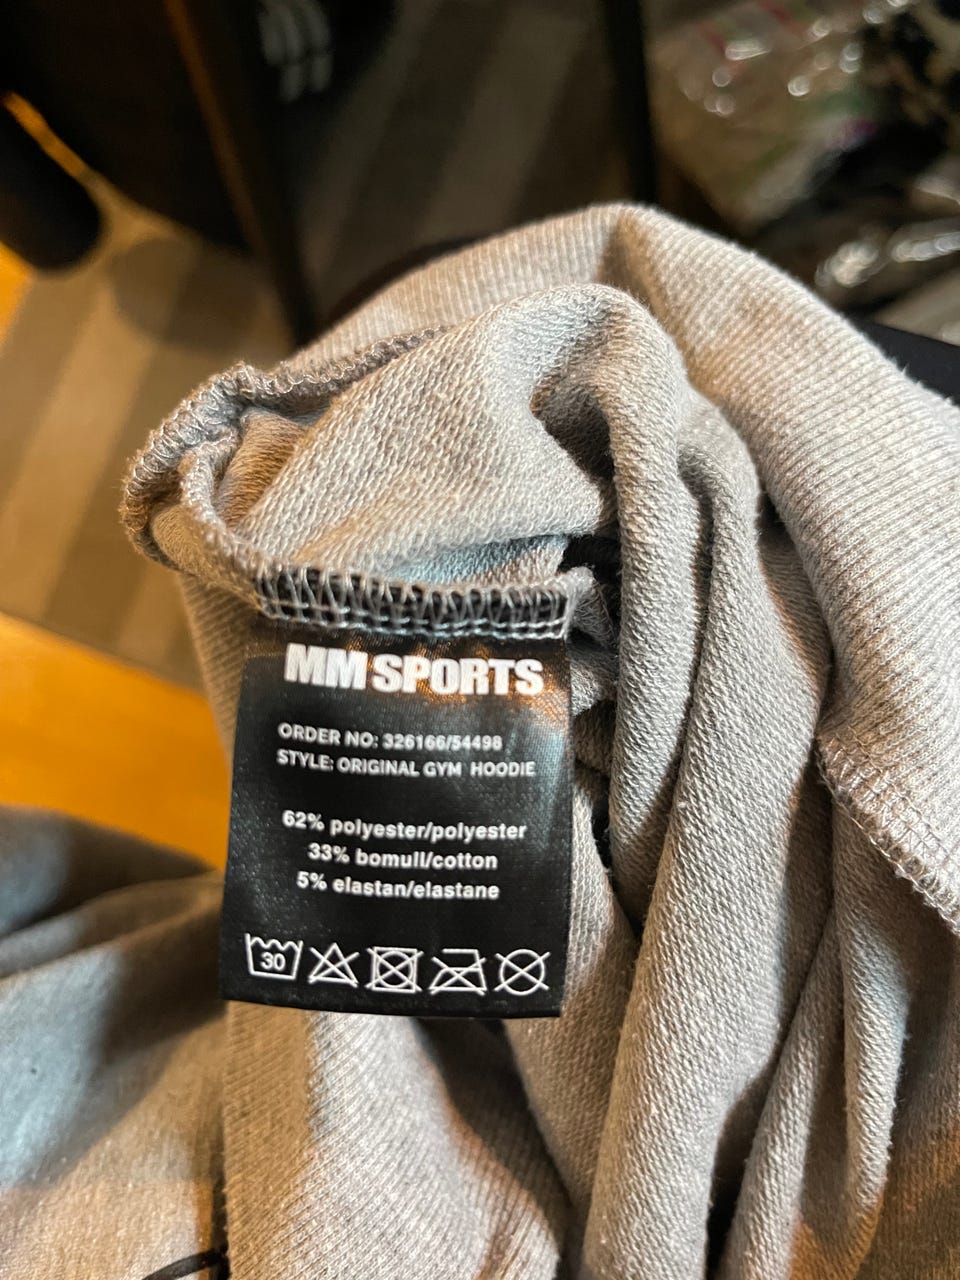 MM SPORTS
ORDER NO: 326166/54498
STYLE: ORIGINAL GYM HOODIE
62% polyester/polyester
33% bomull/cotton
5% elastan/elastane
30